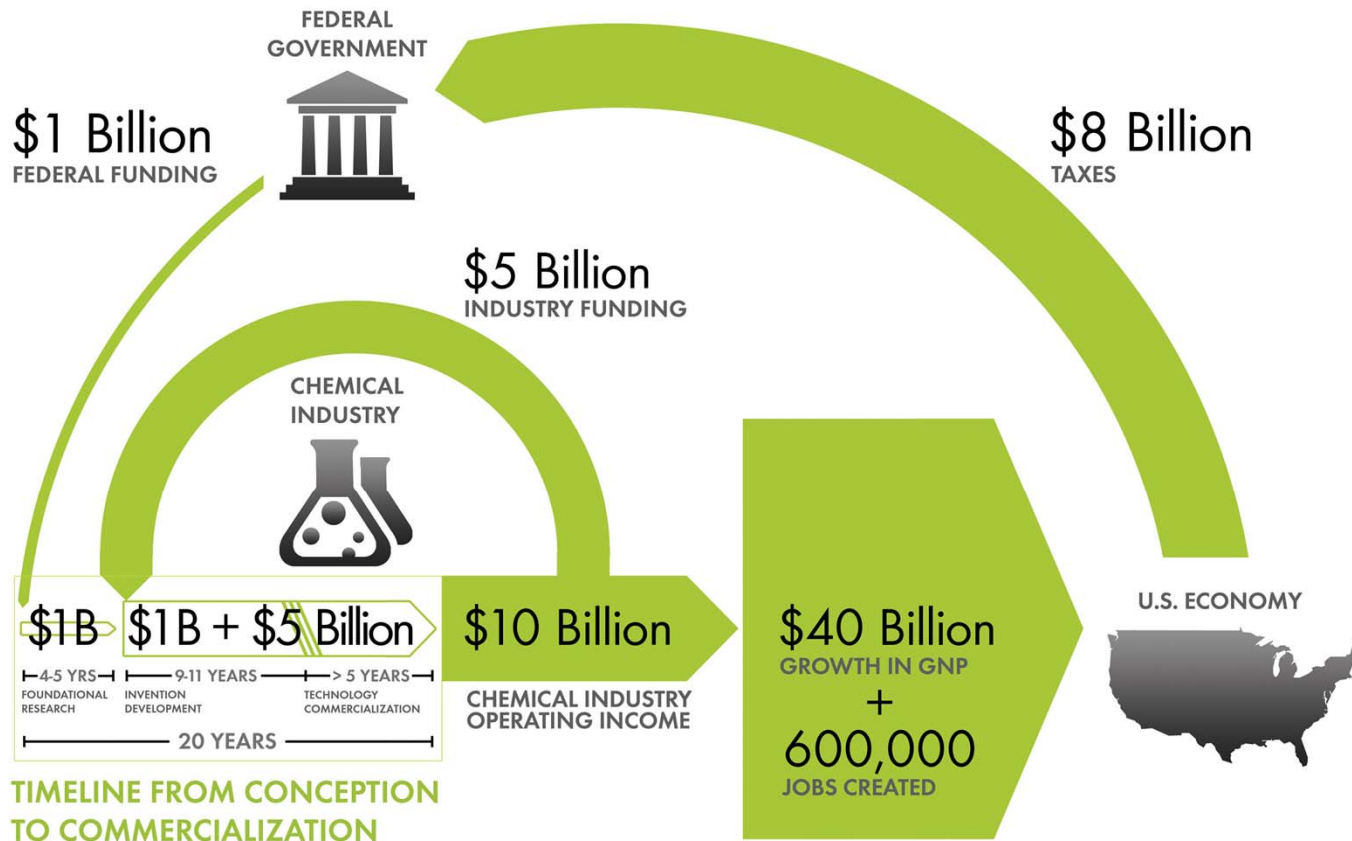 FEDERAL
GOVERNMENT
$1 Billion
FEDERAL FUNDING
$8 Billion
TAXES
$5 Billion
INDUSTRY FUNDING
CHEMICAL
INDUSTRY
$1B
$1B + $5 Billion
4-5 YRS
FOUNDATIONAL
RESEARCH
9-11 YEARS
INVENTION
DEVELOPMENT
> 5 YEARS
TECHNOLOGY
COMMERCIALIZATION
20 YEARS
TIMELINE FROM CONCEPTION
TO COMMERCIALIZATION
$10 Billion
CHEMICAL INDUSTRY
OPERATING INCOME
$40 Billion
GROWTH IN GNP
+
600,000
JOBS CREATED
U.S. ECONOMY